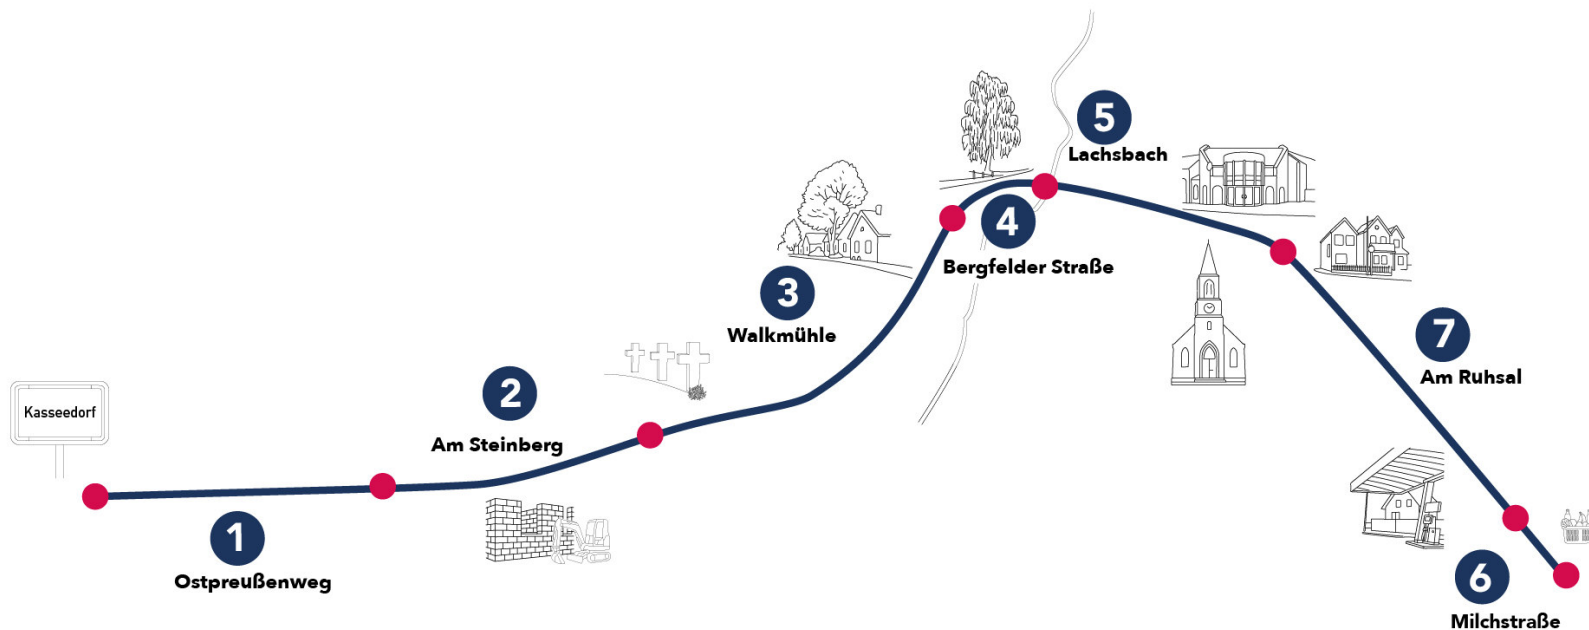 Kasseedorf
1
Ostpreußenweg
2
Am Steinberg
3
Walkmühle
4
Bergfelder Straße
5
Lachsbach
7
Am Ruhsal
6
Milchstraße